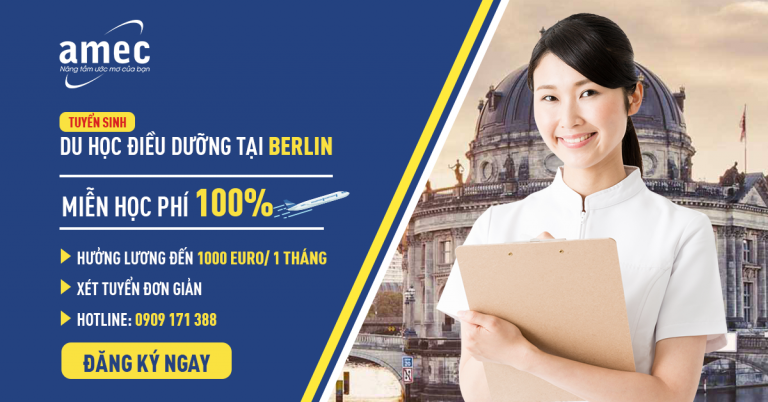 amec
Nâng tầm ước mơ của bạn
TUYỂN SINH
DU HỌC ĐIỀU DƯỠNG TẠI BERLIN
MIỄN HỌC PHÍ 100%
HƯỞNG LƯƠNG ĐẾN 1000 EURO/ 1 THÁNG
XÉT TUYỂN ĐƠN GIẢN
HOTLINE: 0909 171 388
ĐĂNG KÝ NGAY